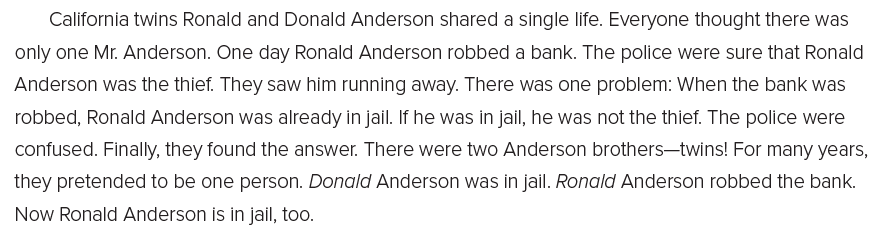 California twins Ronald and Donald Anderson shared a single life. Everyone thought there was
only one Mr. Anderson. One day Ronald Anderson robbed a bank. The police were sure that Ronald
Anderson was the thief. They saw him running away. There was one problem: When the bank was
robbed, Ronald Anderson was already in jail. If he was in jail, he was not the thief. The police were
confused. Finally, they found the answer. There were two Anderson brothers—twins! For many years,
they pretended to be one person. Donald Anderson was in jail. Ronald Anderson robbed the bank.
Now Ronald Anderson is in jail, too.